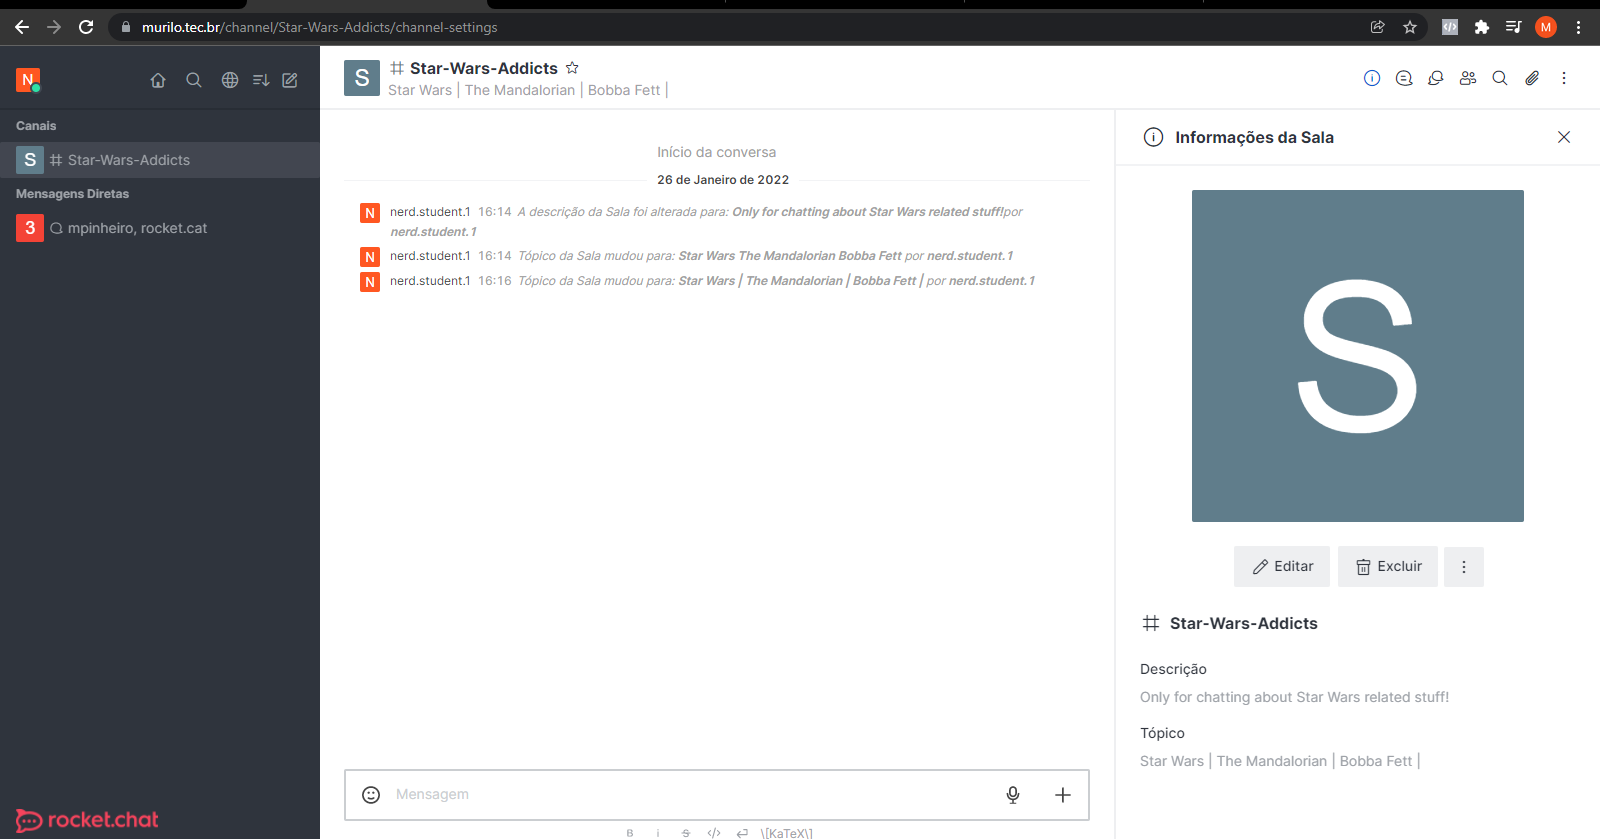 murilo.tec.br/channel/Star-Wars-Addicts/channel-settings
M
N
Canais
S Star-Wars-Addicts
Mensagens Diretas
3 mpinheiro, rocket.cat
rocket.chat
S
Star-Wars-Addicts
Star Wars | The Mandalorian | Bobba Fett |
Início da conversa
26 de Janeiro de 2022
N nerd.student.1 16:14 A descrição da Sala foi alterada para: Only for chatting about Star Wars related stuff!por
nerd.student.1
N nerd.student.1 16:14 Tópico da Sala mudou para: Star Wars The Mandalorian Bobba Fett por nerd.student.1
N nerd.student.1 16:16 Tópico da Sala mudou para: Star Wars | The Mandalorian | Bobba Fett | por nerd.student.1
Mensagem
B i S </> \[KaTeX\]
Informações da Sala
S
Editar Excluir
Star-Wars-Addicts
Descrição
Only for chatting about Star Wars related stuff!
Tópico
Star Wars | The Mandalorian | Bobba Fett |